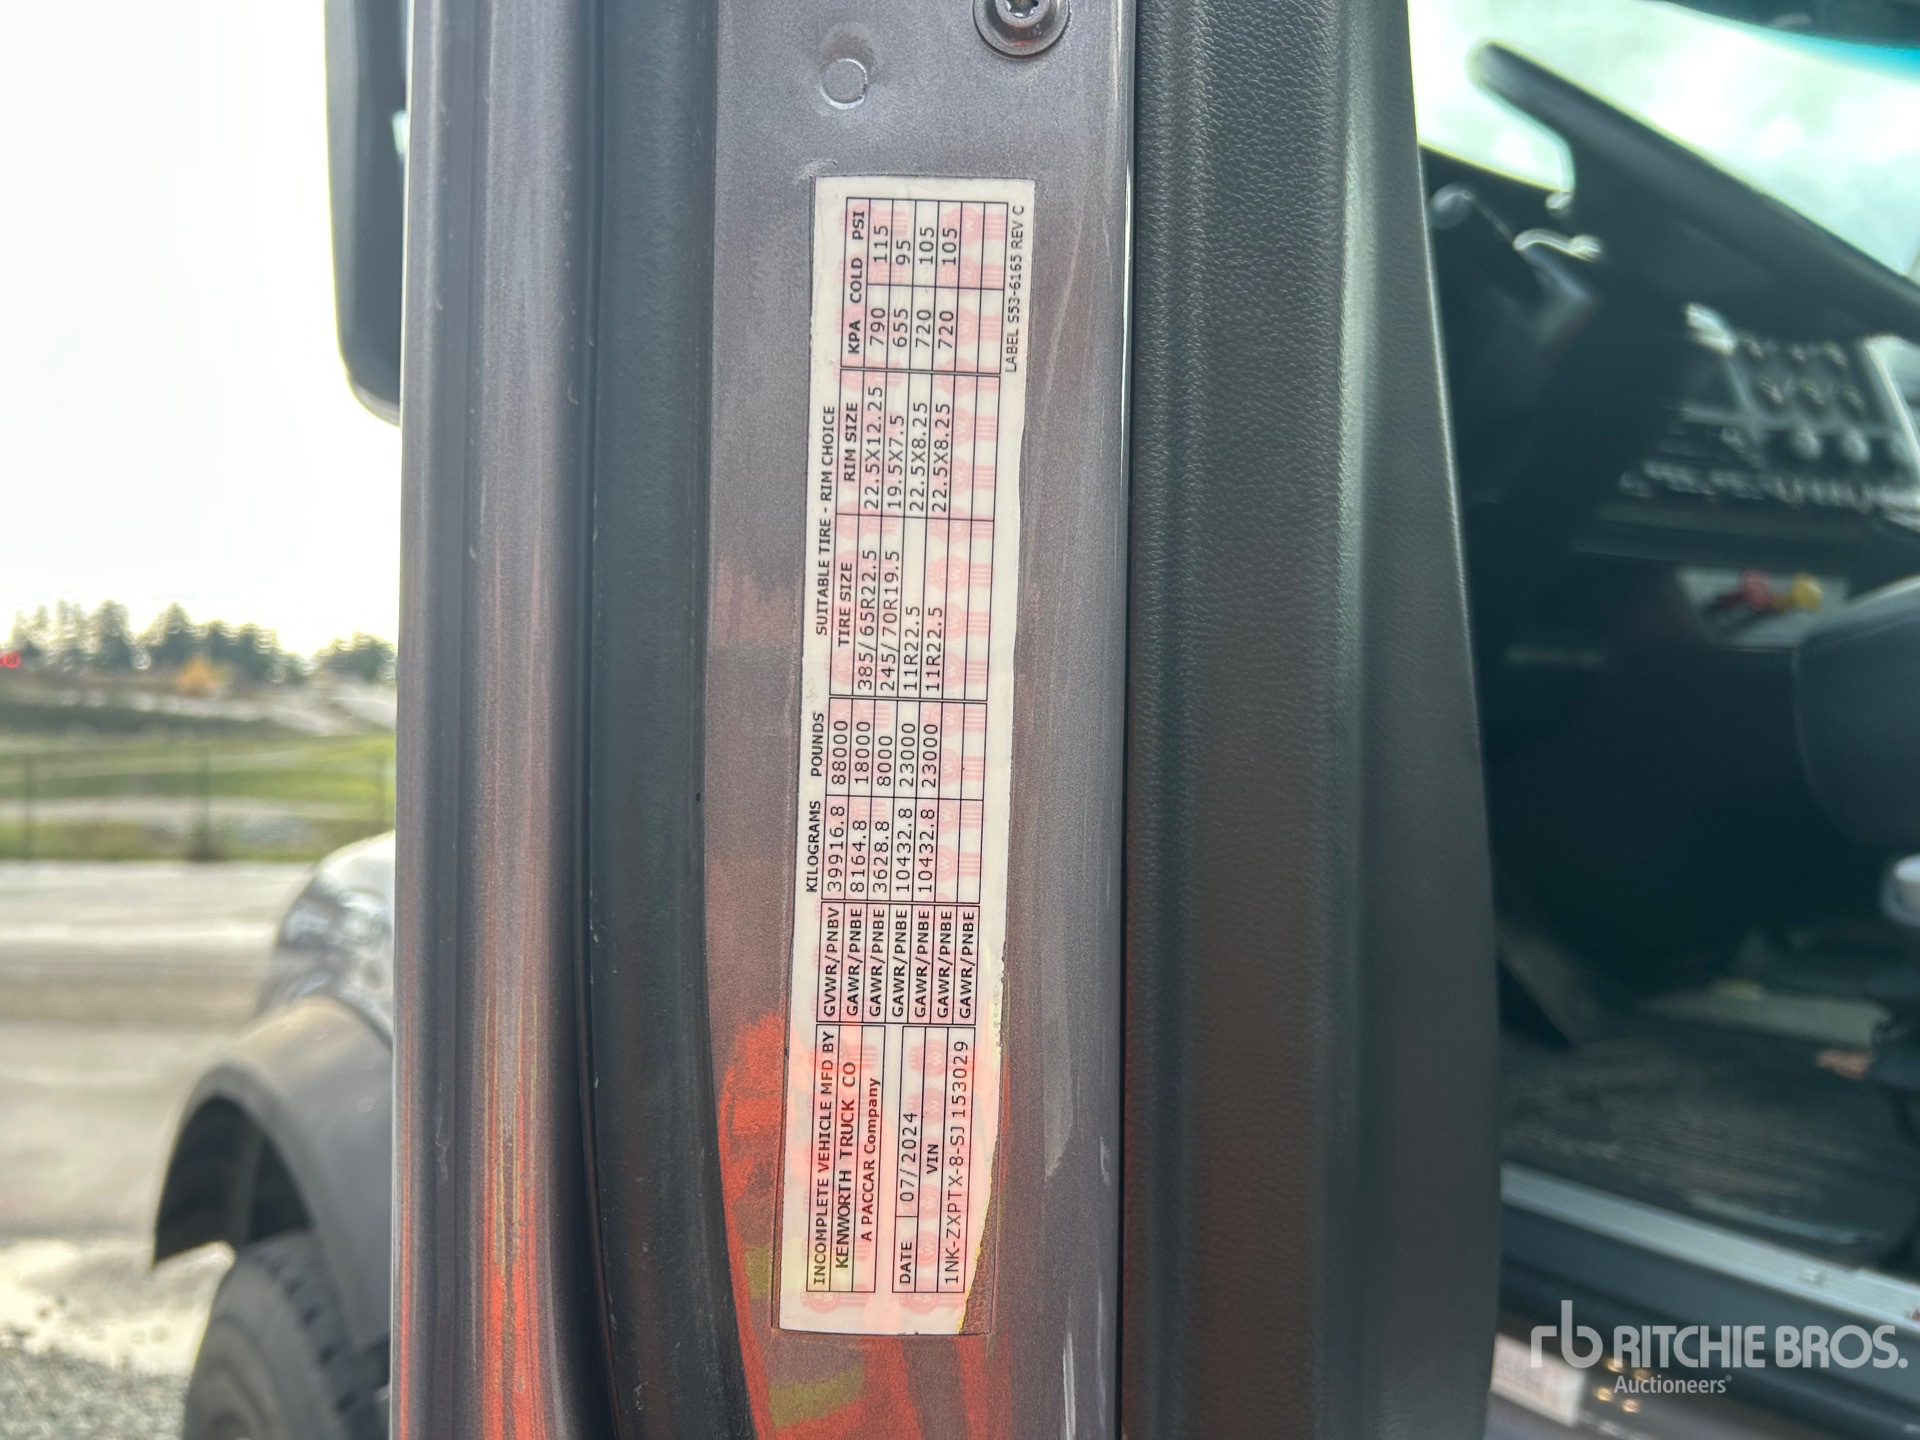 INCOMPLETE VEHICLE MFD BY
KENWORTH TRUCK CO
A PACCAR Company
DATE 07/2024
VIN
1NK-ZXPTX-8-SJ153029
KILOGRAMS POUNDS
GVWR/PNBV 39916.8 88000
GAWR/PNBE 8164.8 18000
GAWR/PNBE 3628.8 8000
GAWR/PNBE 10432.8 23000
GAWR/PNBE 10432.8 23000
GAWR/PNBE
GAWR/PNBE
SUITABLE TIRE - RIM CHOICE
TIRE SIZE RIM SIZE KPA COLD PSI
385/65R22.5 22.5X12.25 790 115
245/70R19.5 19.5X7.5 655 95
11R22.5 22.5X8.25 720 105
11R22.5 22.5X8.25 720 105
LABEL S53-6165 REV C
rb RITCHIE BROS.
Auctioneers